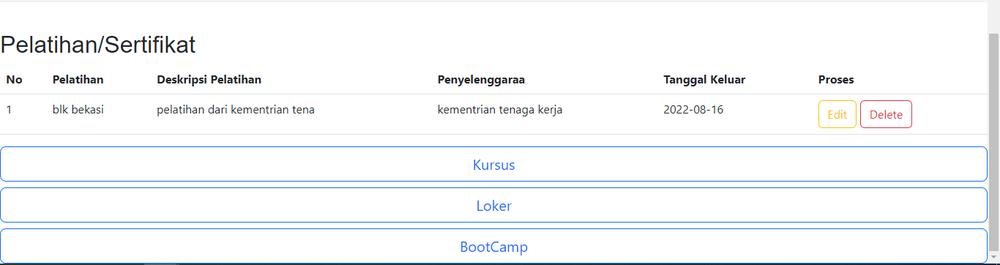 Pelatihan/Sertifikat
No Pelatihan Deskripsi Pelatihan Penyelenggaraa Tanggal Keluar Proses
1 blk bekasi pelatihan dari kementrian tena kementrian tenaga kerja 2022-08-16 Edit Delete
Kursus
Loker
BootCamp